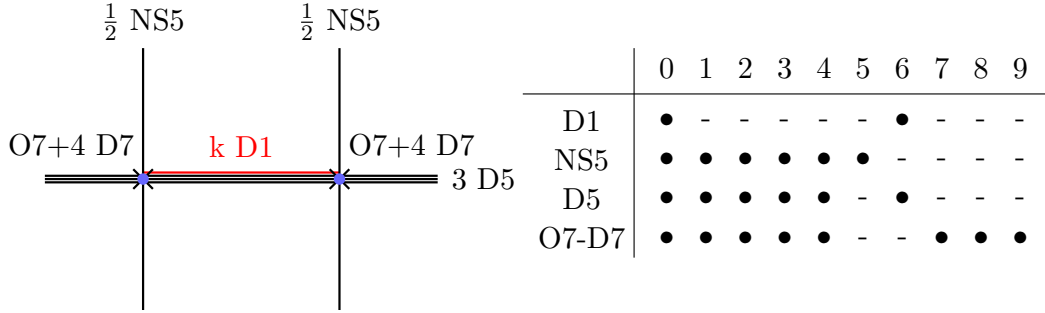 ½ NS5 ½ NS5
O7+4 D7 k D1 O7+4 D7
3 D5
0 1 2 3 4 5 6 7 8 9
D1 • - - - - - • - - -
NS5 • • • • • • - - - -
D5 • • • • • - • - - -
O7-D7 • • • • • - - • • •